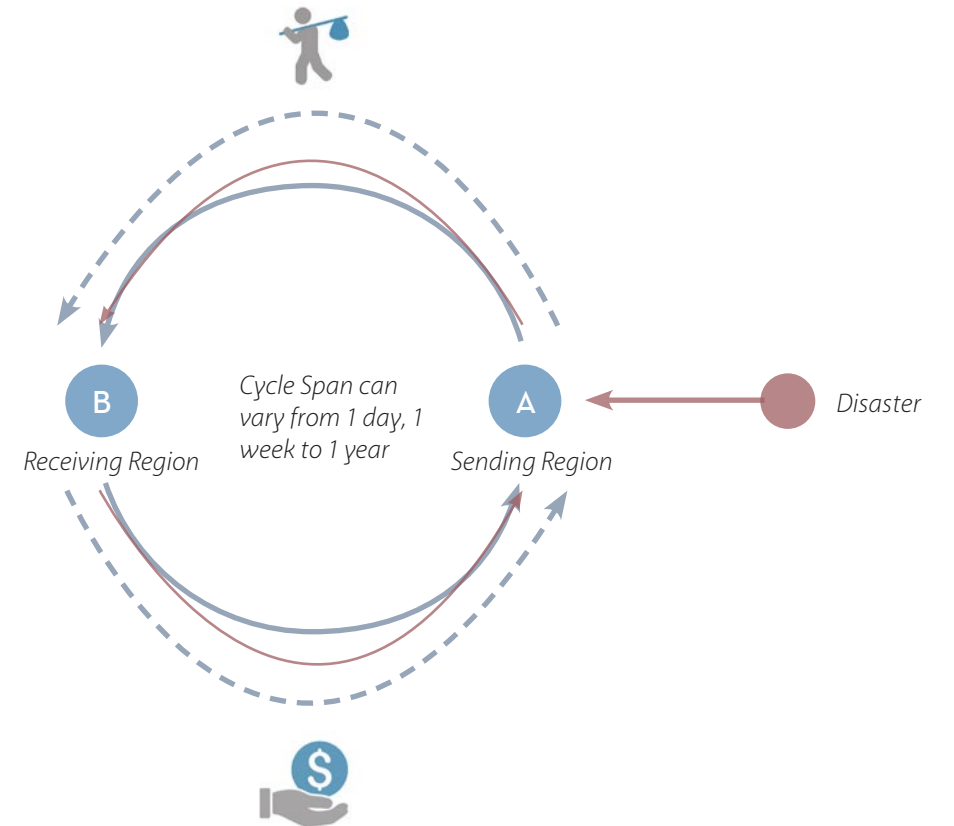 B
Receiving Region
Cycle Span can
vary from 1 day, 1
week to 1 year
A
Sending Region
Disaster
$